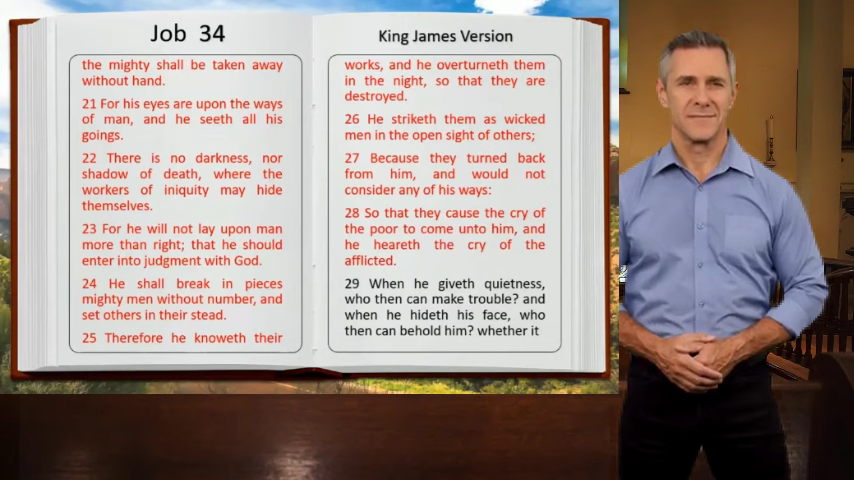 Job 34
the mighty shall be taken away
without hand.
21 For his eyes are upon the ways
of man, and he seeth all his
goings.
22 There is no darkness, nor
shadow of death, where the
workers of iniquity may hide
themselves.
23 For he will not lay upon man
more than right; that he should
enter into judgment with God.
24 He shall break in pieces
mighty men without number, and
set others in their stead.
25 Therefore he knoweth their
King James Version
works, and he overturneth them
in the night, so that they are
destroyed.
26 He striketh them as wicked
men in the open sight of others;
27 Because they turned back
from him, and would not
consider any of his ways:
28 So that they cause the cry of
the poor to come unto him, and
he heareth the cry of the
afflicted.
29 When he giveth quietness,
who then can make trouble? and
when he hideth his face, who
then can behold him? whether it